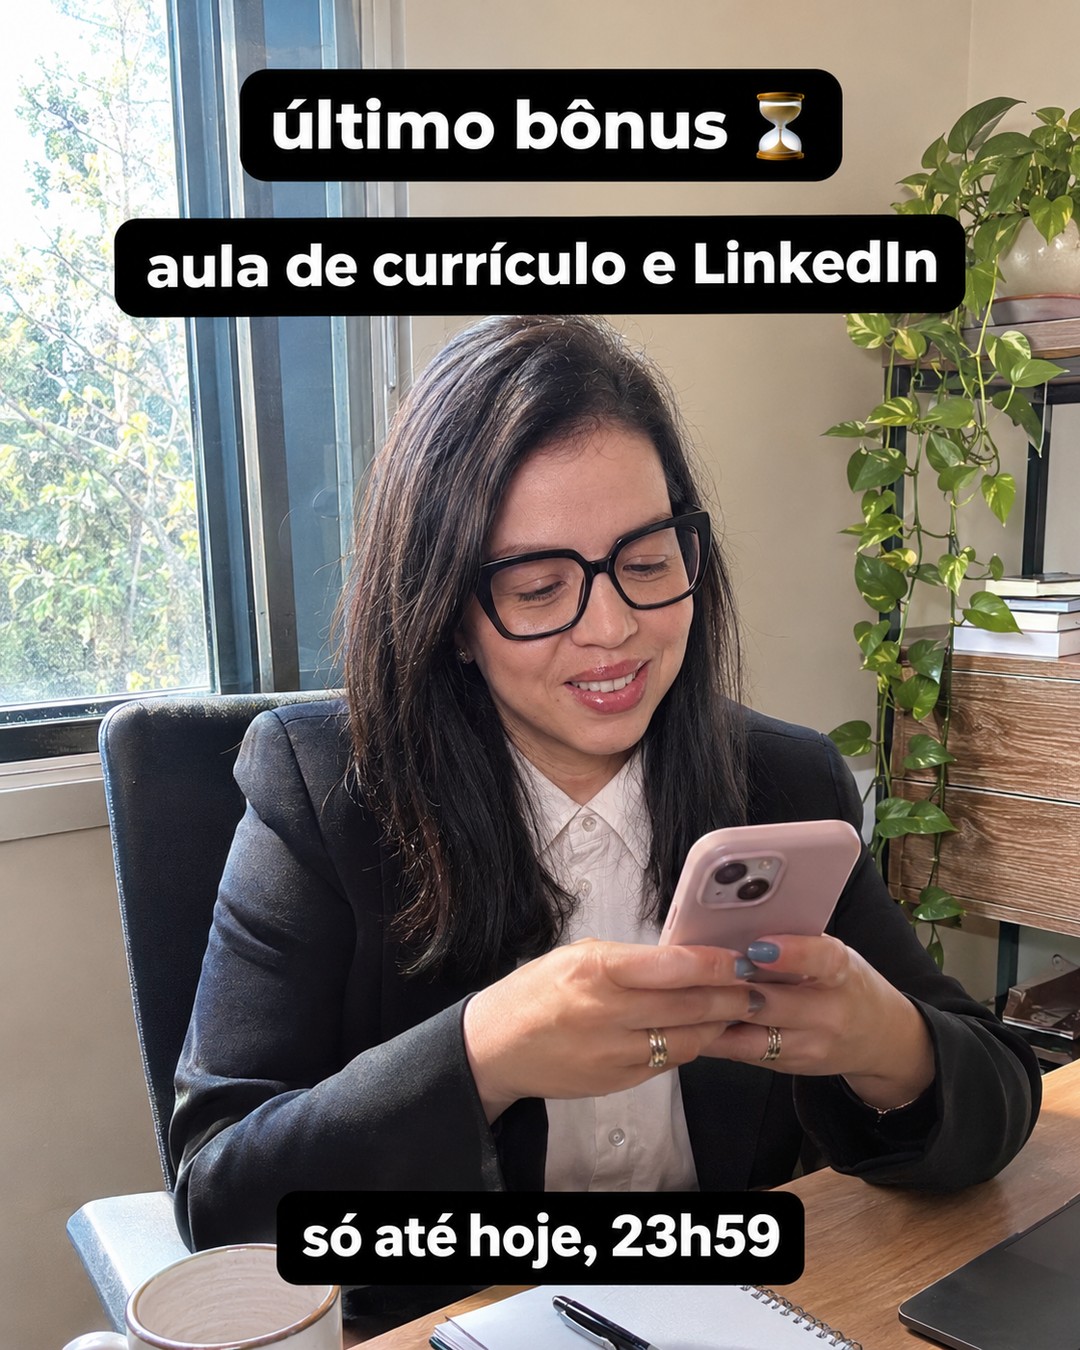 último bônus ⏳
aula de currículo e LinkedIn
só até hoje, 23h59